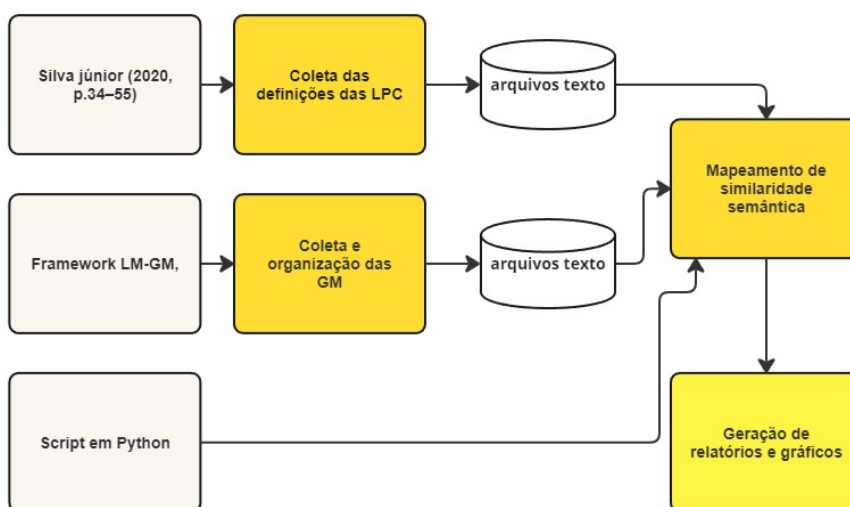 Silva júnior (2020,
p.34–55)
Coleta das
definições das LPC
arquivos texto
Mapeamento de
similaridade
semântica
Framework LM-GM,
Coleta e
organização das
GM
arquivos texto
Script em Python
Geração de
relatórios e gráficos